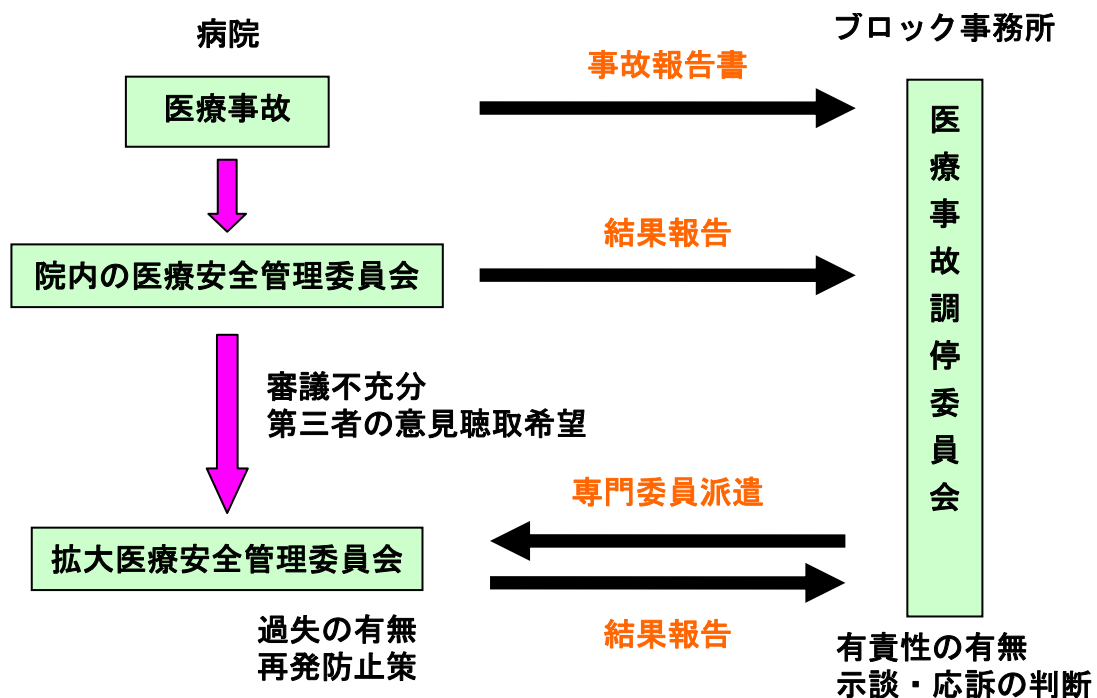 病院
ブロック事務所
事故報告書
医療事故
医療事故調停委員会
結果報告
院内の医療安全管理委員会
審議不充分
第三者の意見聴取希望
専門委員派遣
拡大医療安全管理委員会
結果報告
過失の有無
再発防止策
有責性の有無
示談・応訴の判断